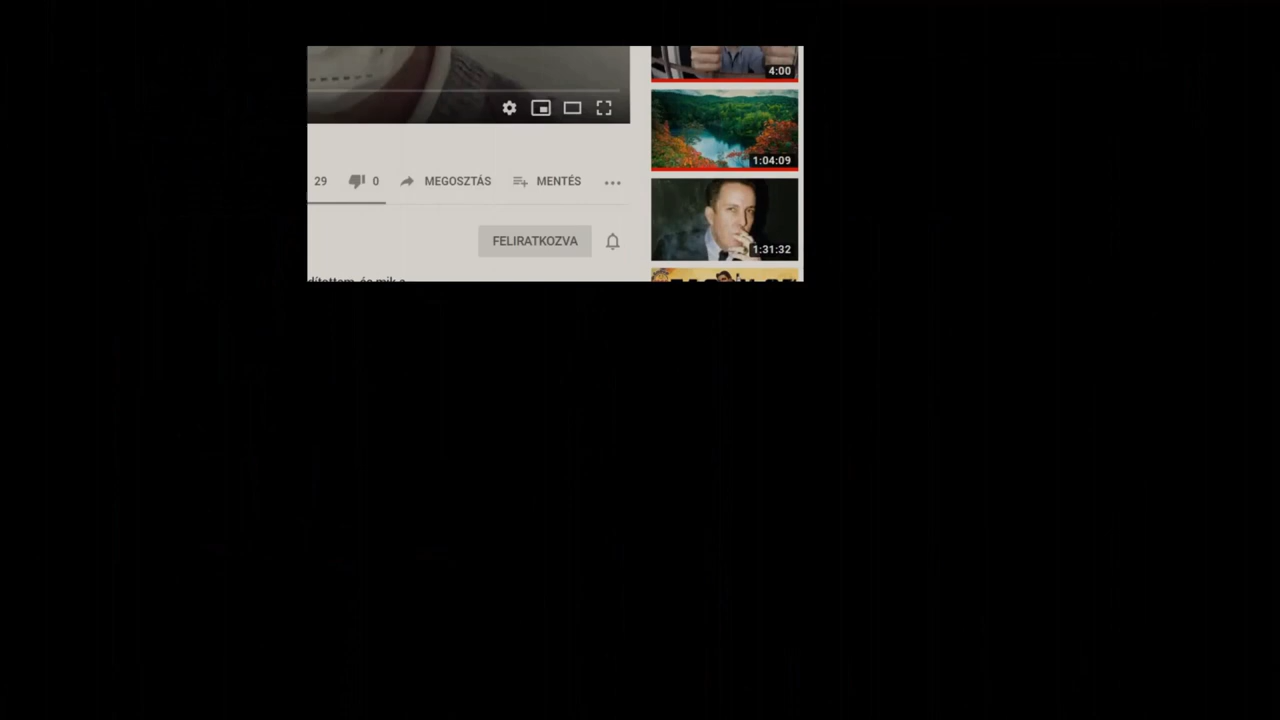 4:00
1:04:09
29 0 MEGOSZTÁS MENTÉS
1:31:32
FELIRATKOZVA